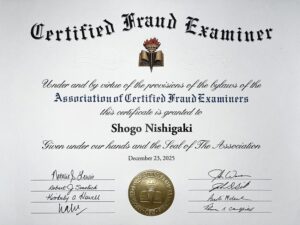 Certified Fraud Examiner
Under and by virtue of the provisions of the bylaws of the
Association of Certified Fraud Examiners
this certificate is granted to
Shogo Nishigaki
Given under our hands and the Seal of The Association
December 23, 2025